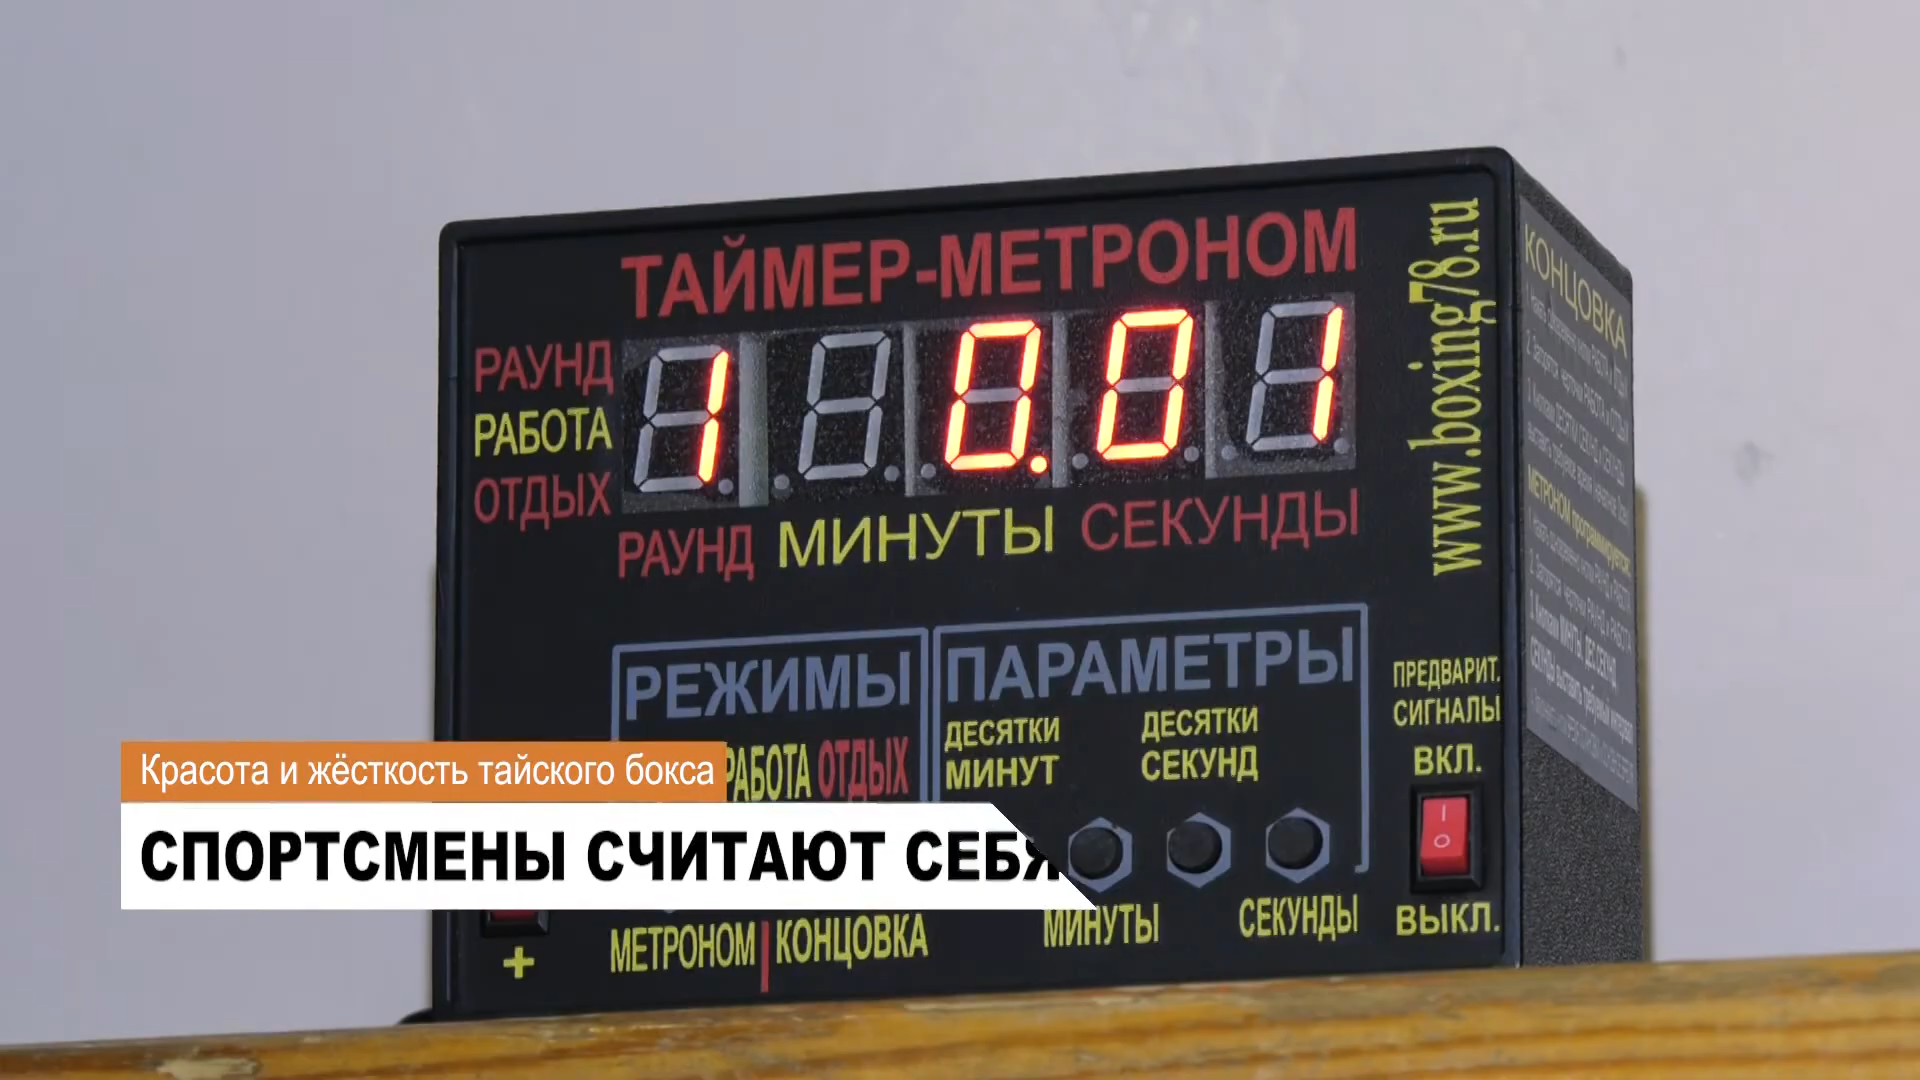 ТАЙМЕР-МЕТРОНОМ
www.boxing78.ru
РАУНД
РАБОТА
ОТДЫХ
1 0.01
РАУНД МИНУТЫ СЕКУНДЫ
РЕЖИМЫ
ПАРАМЕТРЫ
РАБОТА ОТДЫХ
ДЕСЯТКИ МИНУТ
ДЕСЯТКИ СЕКУНД
ПРЕДВАРИТ.
СИГНАЛЫ
ВКЛ.
ВЫКЛ.
МИНУТЫ
СЕКУНДЫ
МЕТРОНОМ | КОНЦОВКА
+
КОНЦОВКА
МЕТРОНОМ программируется:
Красота и жёсткость тайского бокса
СПОРТСМЕНЫ СЧИТАЮТ СЕБЯ